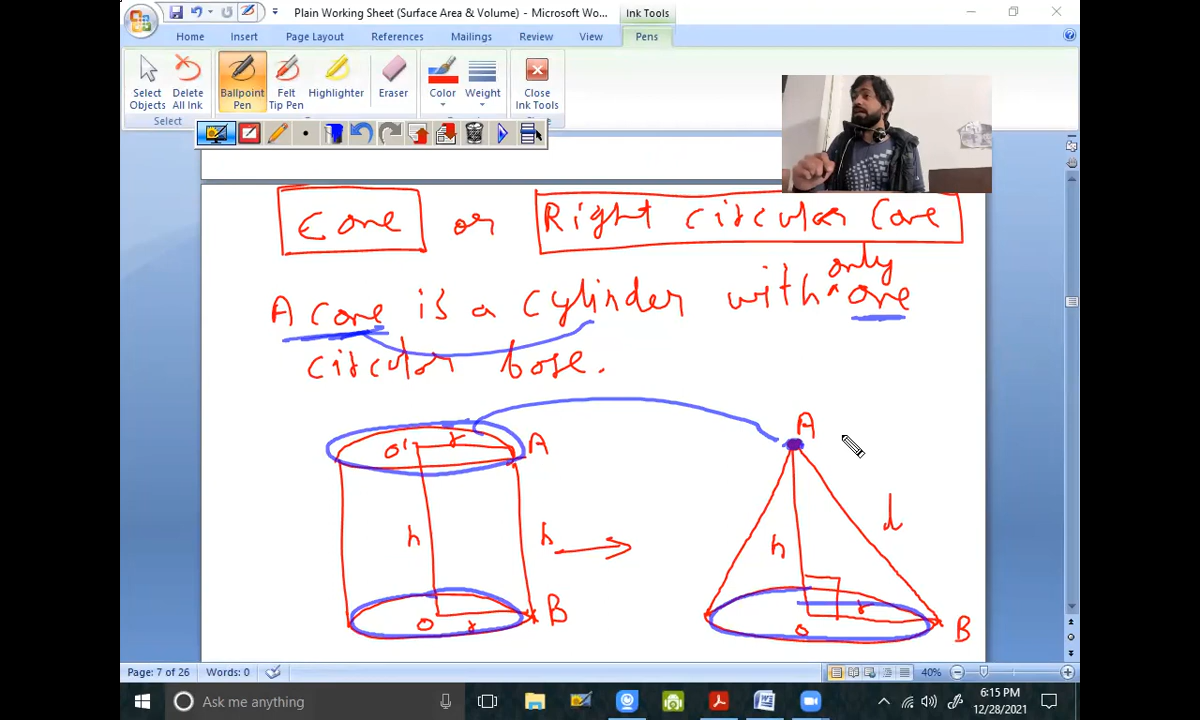 Plain Working Sheet (Surface Area & Volume) - Microsoft Wo...
Ink Tools
Home
Insert
Page Layout
References
Mailings
Review
View
Pens
Select
Objects
Delete
All Ink
Ballpoint
Pen
Felt
Tip Pen
Highlighter
Eraser
Color
Weight
Close
Ink Tools
Select
Cone or Right circular Cone
only
A cone is a cylinder with ^ one
circular base.
O' r A
h
h
O r B
A
h
l
O r B
Page: 7 of 26
Words: 0
40%
Ask me anything
6:15 PM
12/28/2021